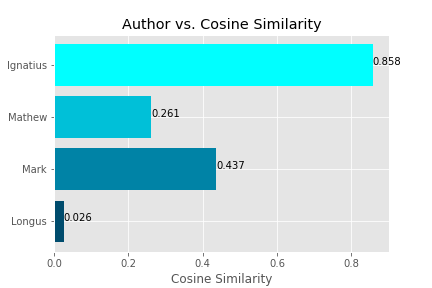 Author vs. Cosine Similarity
Ignatius 0.858
Mathew 0.261
Mark 0.437
Longus 0.026
0.0 0.2 0.4 0.6 0.8
Cosine Similarity